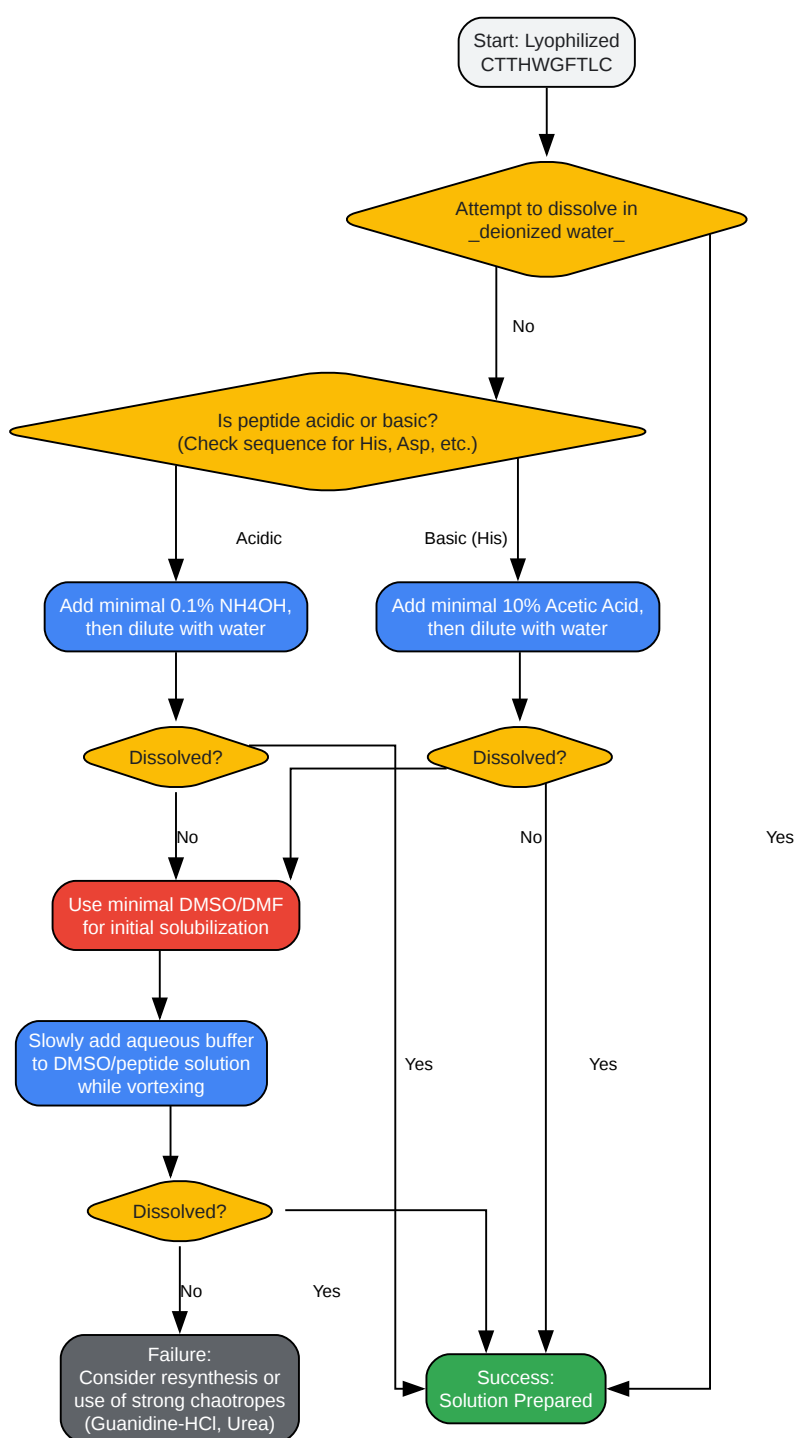 Start: Lyophilized
CTTHWGFTLC
Attempt to dissolve in
_deionized water_
No
Is peptide acidic or basic?
(Check sequence for His, Asp, etc.)
Acidic
Basic (His)
Add minimal 0.1% NH4OH,
then dilute with water
Add minimal 10% Acetic Acid,
then dilute with water
Dissolved?
Dissolved?
No
No
Yes
Use minimal DMSO/DMF
for initial solubilization
Slowly add aqueous buffer
to DMSO/peptide solution
while vortexing
Yes
Yes
Dissolved?
No
Yes
Failure:
Consider resynthesis or
use of strong chaotropes
(Guanidine-HCl, Urea)
Success:
Solution Prepared